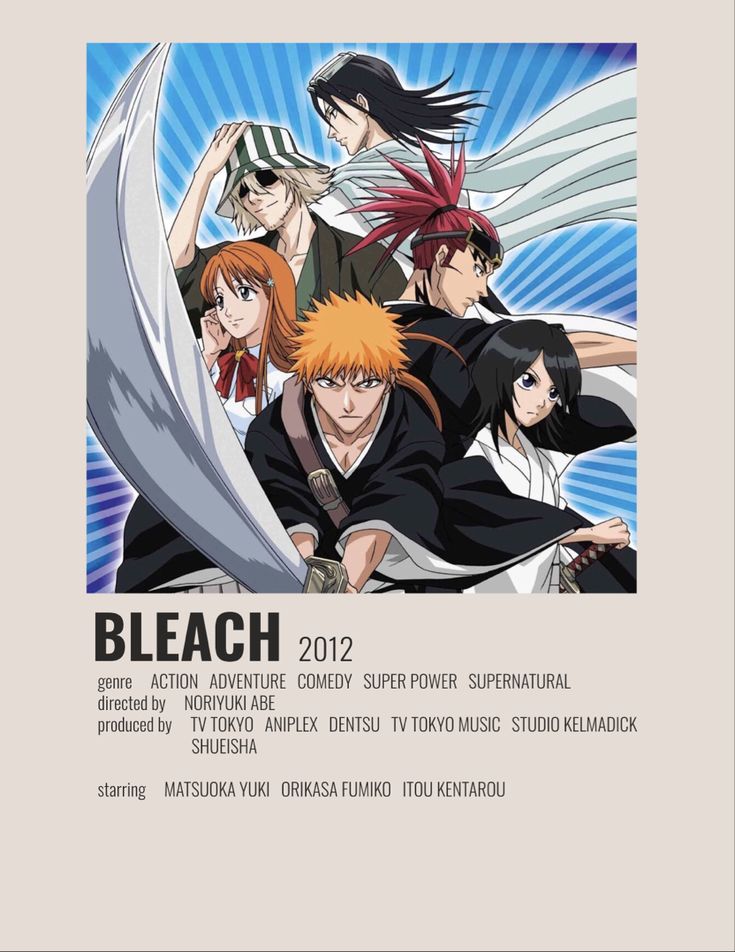 BLEACH 2012
genre ACTION ADVENTURE COMEDY SUPER POWER SUPERNATURAL
directed by NORIYUKI ABE
produced by TV TOKYO ANIPLEX DENTSU TV TOKYO MUSIC STUDIO KELMADICK
SHUEISHA
starring MATSUOKA YUKI ORIKASA FUMIKO ITOU KENTAROU